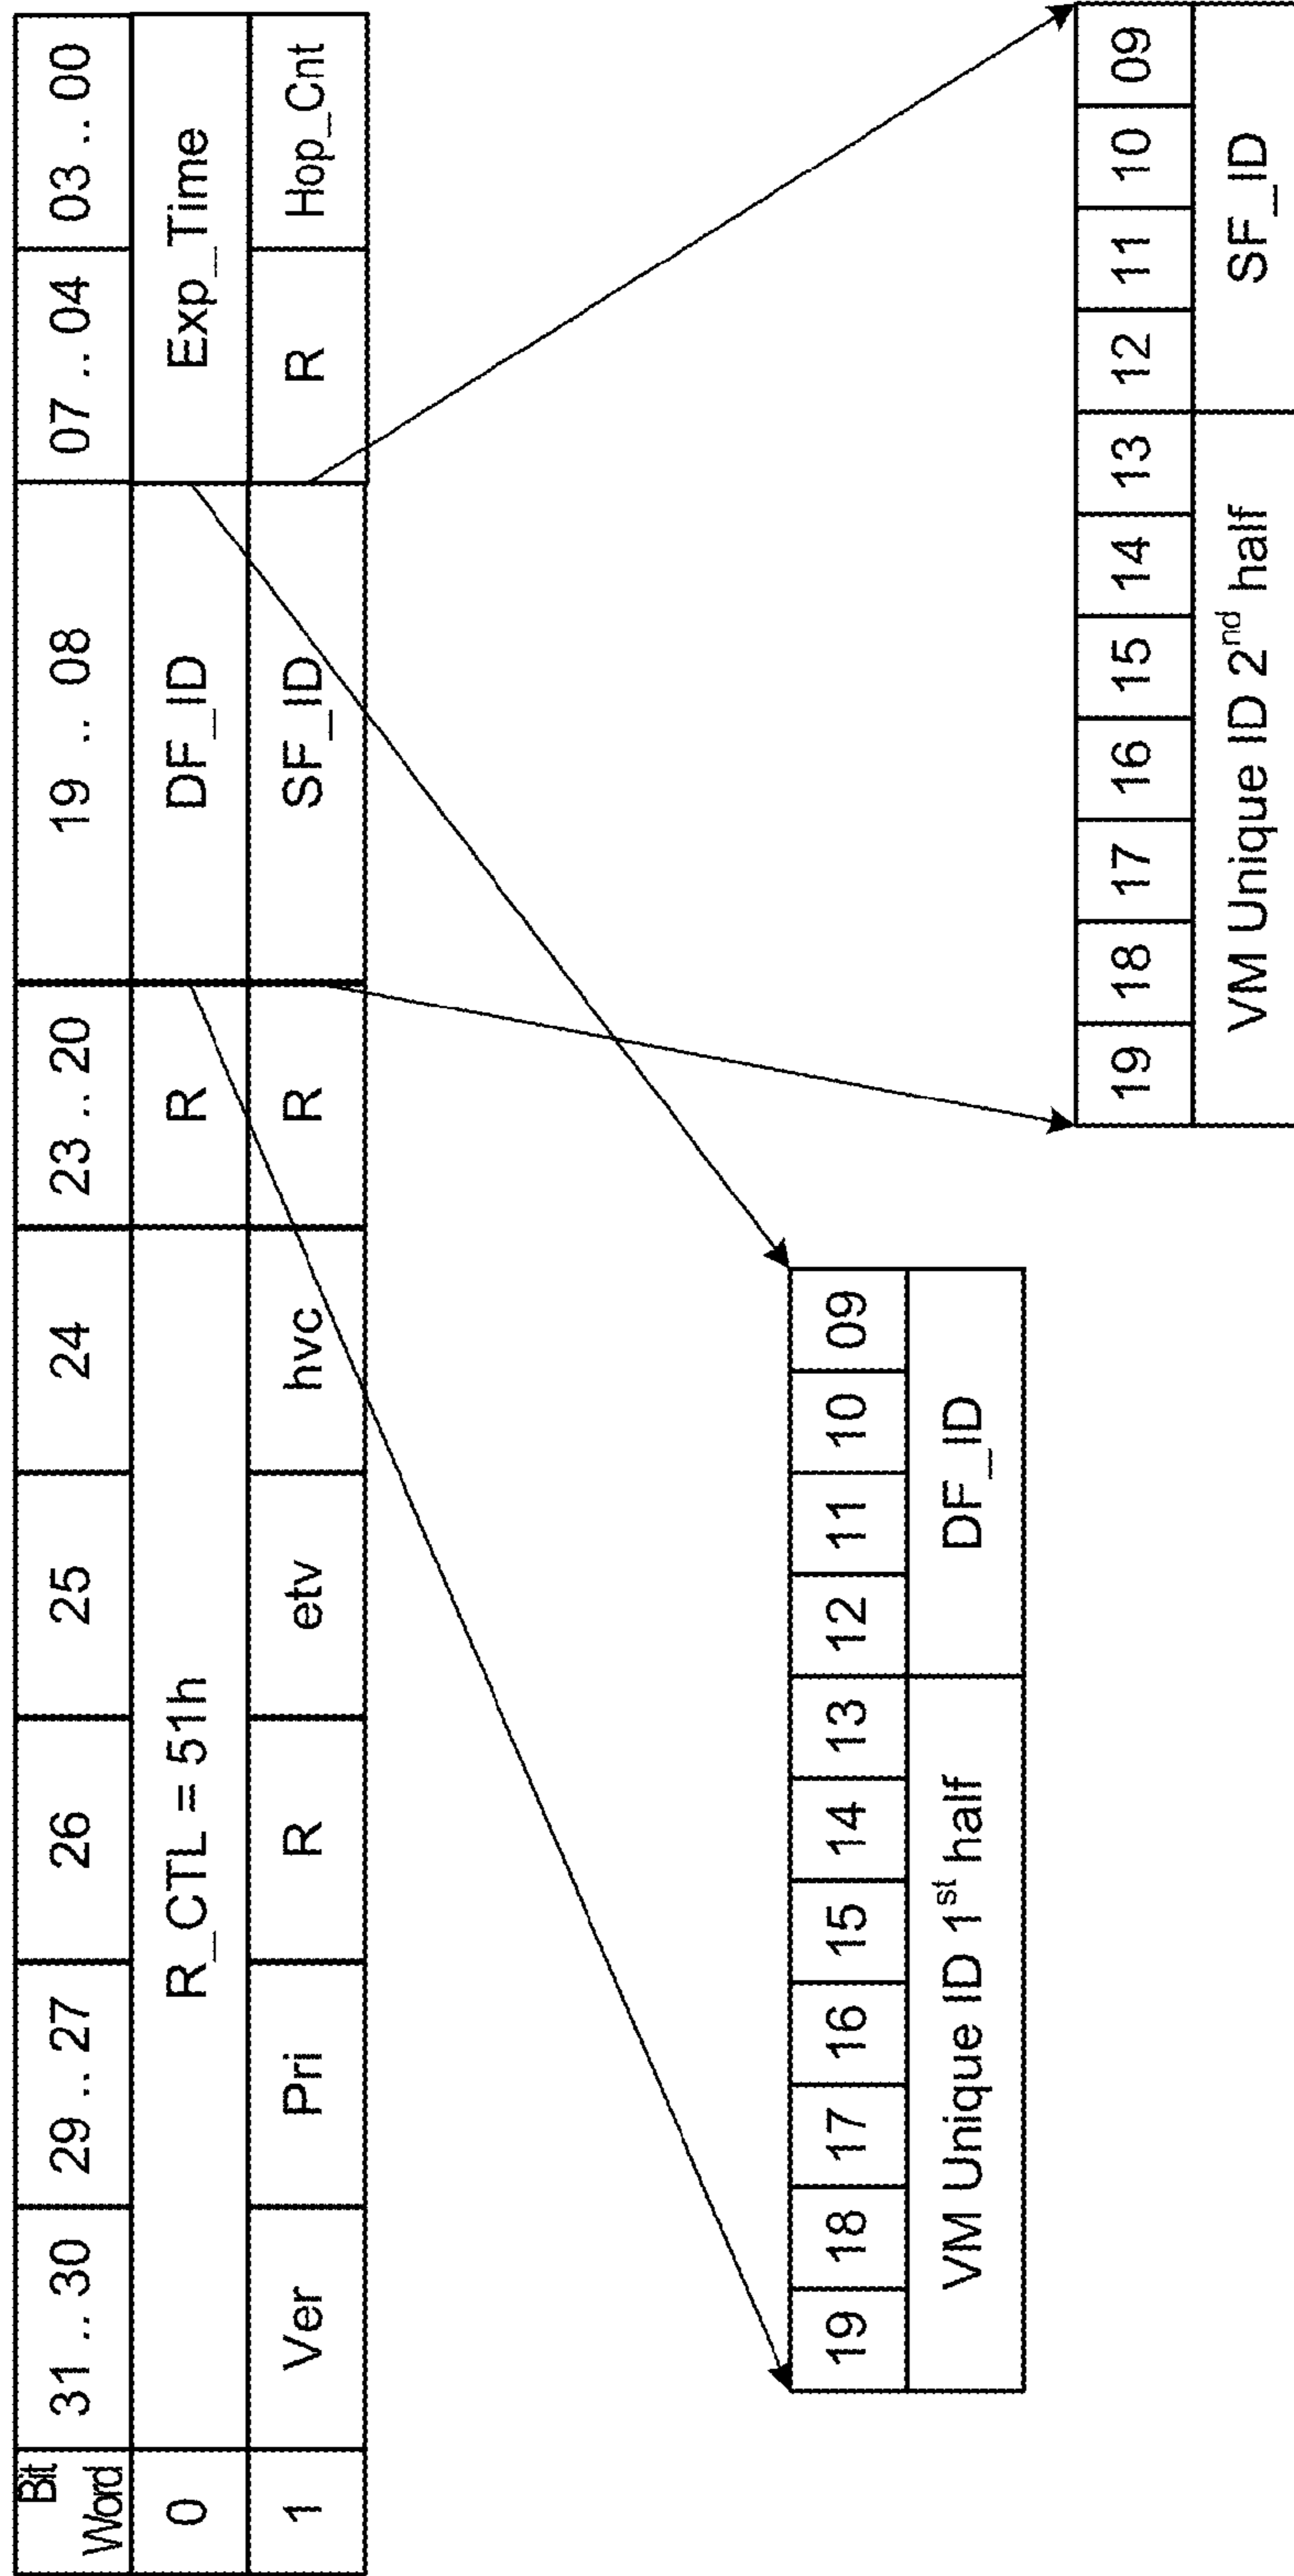 Bit Word 31 .. 30 29 .. 27 26 25 24 23 .. 20 19 .. 08 07 .. 04 03 .. 00
0 R_CTL = 51h R DF_ID Exp_Time
1 Ver Pri R etv hvc R SF_ID R Hop_Cnt
19 18 17 16 15 14 13 12 11 10 09
VM Unique ID 1st half DF_ID
19 18 17 16 15 14 13 12 11 10 09
VM Unique ID 2nd half SF_ID